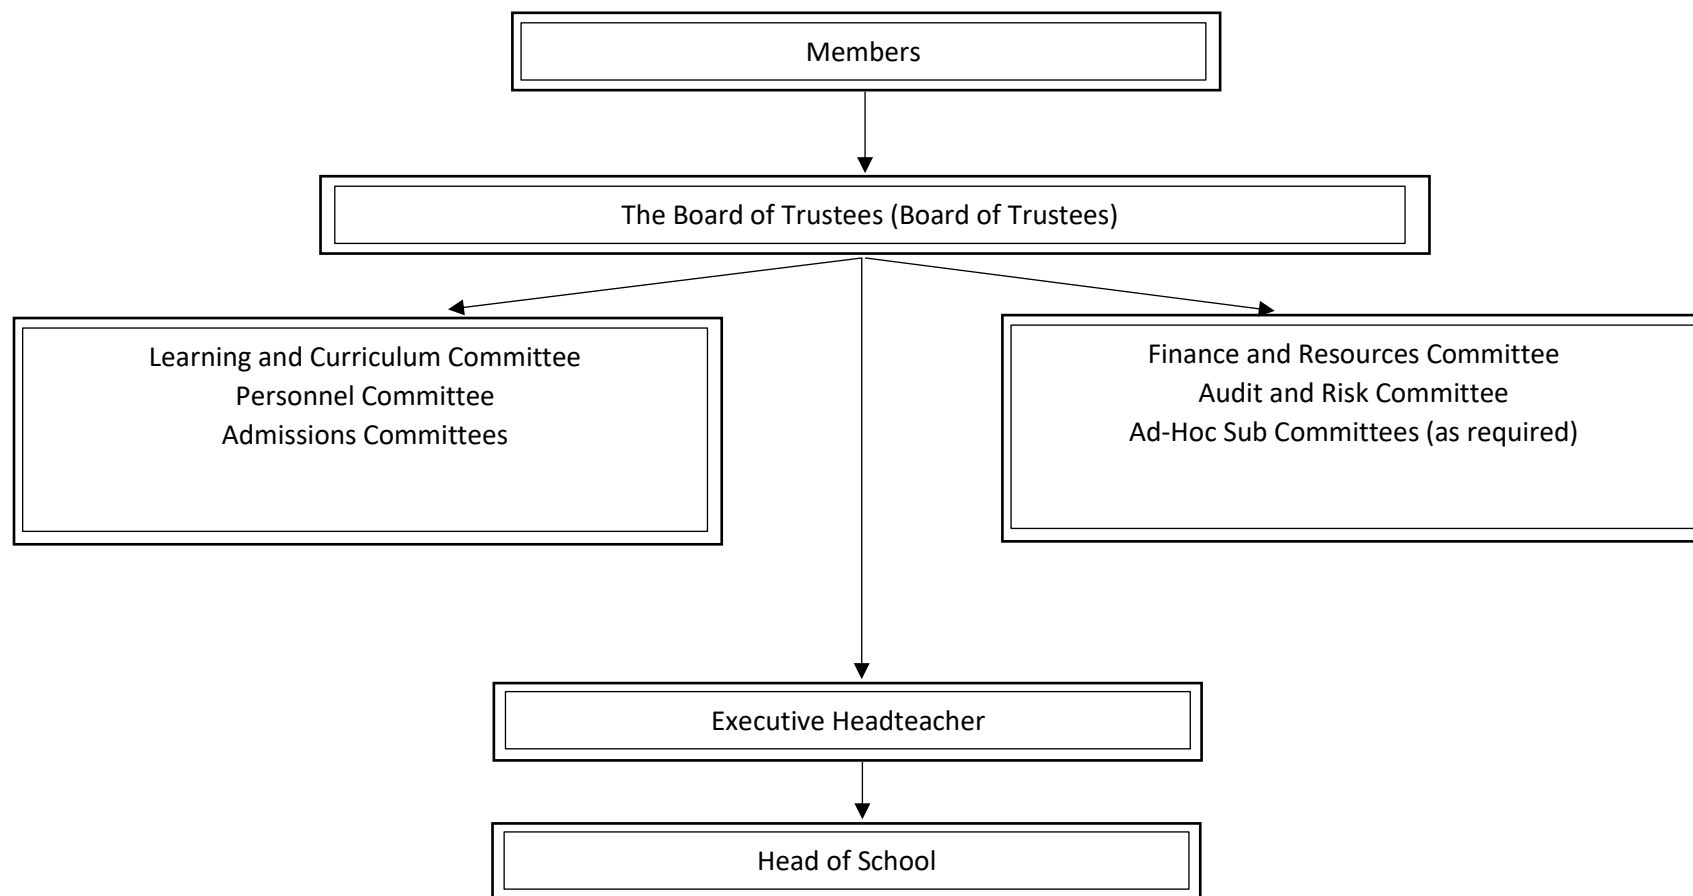 Members
The Board of Trustees (Board of Trustees)
Learning and Curriculum Committee
Personnel Committee
Admissions Committees
Finance and Resources Committee
Audit and Risk Committee
Ad-Hoc Sub Committees (as required)
Executive Headteacher
Head of School